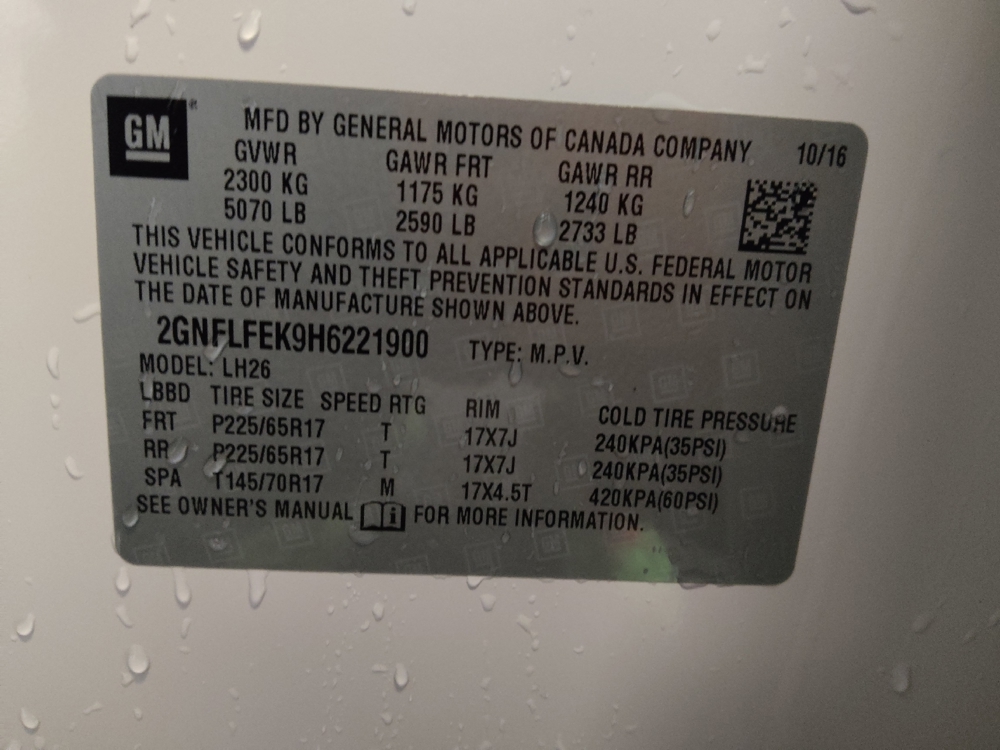 GM
MFD BY GENERAL MOTORS OF CANADA COMPANY 10/16
GVWR GAWR FRT GAWR RR
2300 KG 1175 KG 1240 KG
5070 LB 2590 LB 2733 LB
THIS VEHICLE CONFORMS TO ALL APPLICABLE U.S. FEDERAL MOTOR
VEHICLE SAFETY AND THEFT PREVENTION STANDARDS IN EFFECT ON
THE DATE OF MANUFACTURE SHOWN ABOVE.
2GNFLFEK9H6221900 TYPE: M.P.V.
MODEL: LH26
LBBD TIRE SIZE SPEED RTG RIM COLD TIRE PRESSURE
FRT P225/65R17 T 17X7J 240KPA(35PSI)
RR P225/65R17 T 17X7J 240KPA(35PSI)
SPA T145/70R17 M 17X4.5T 420KPA(60PSI)
SEE OWNER'S MANUAL i FOR MORE INFORMATION.